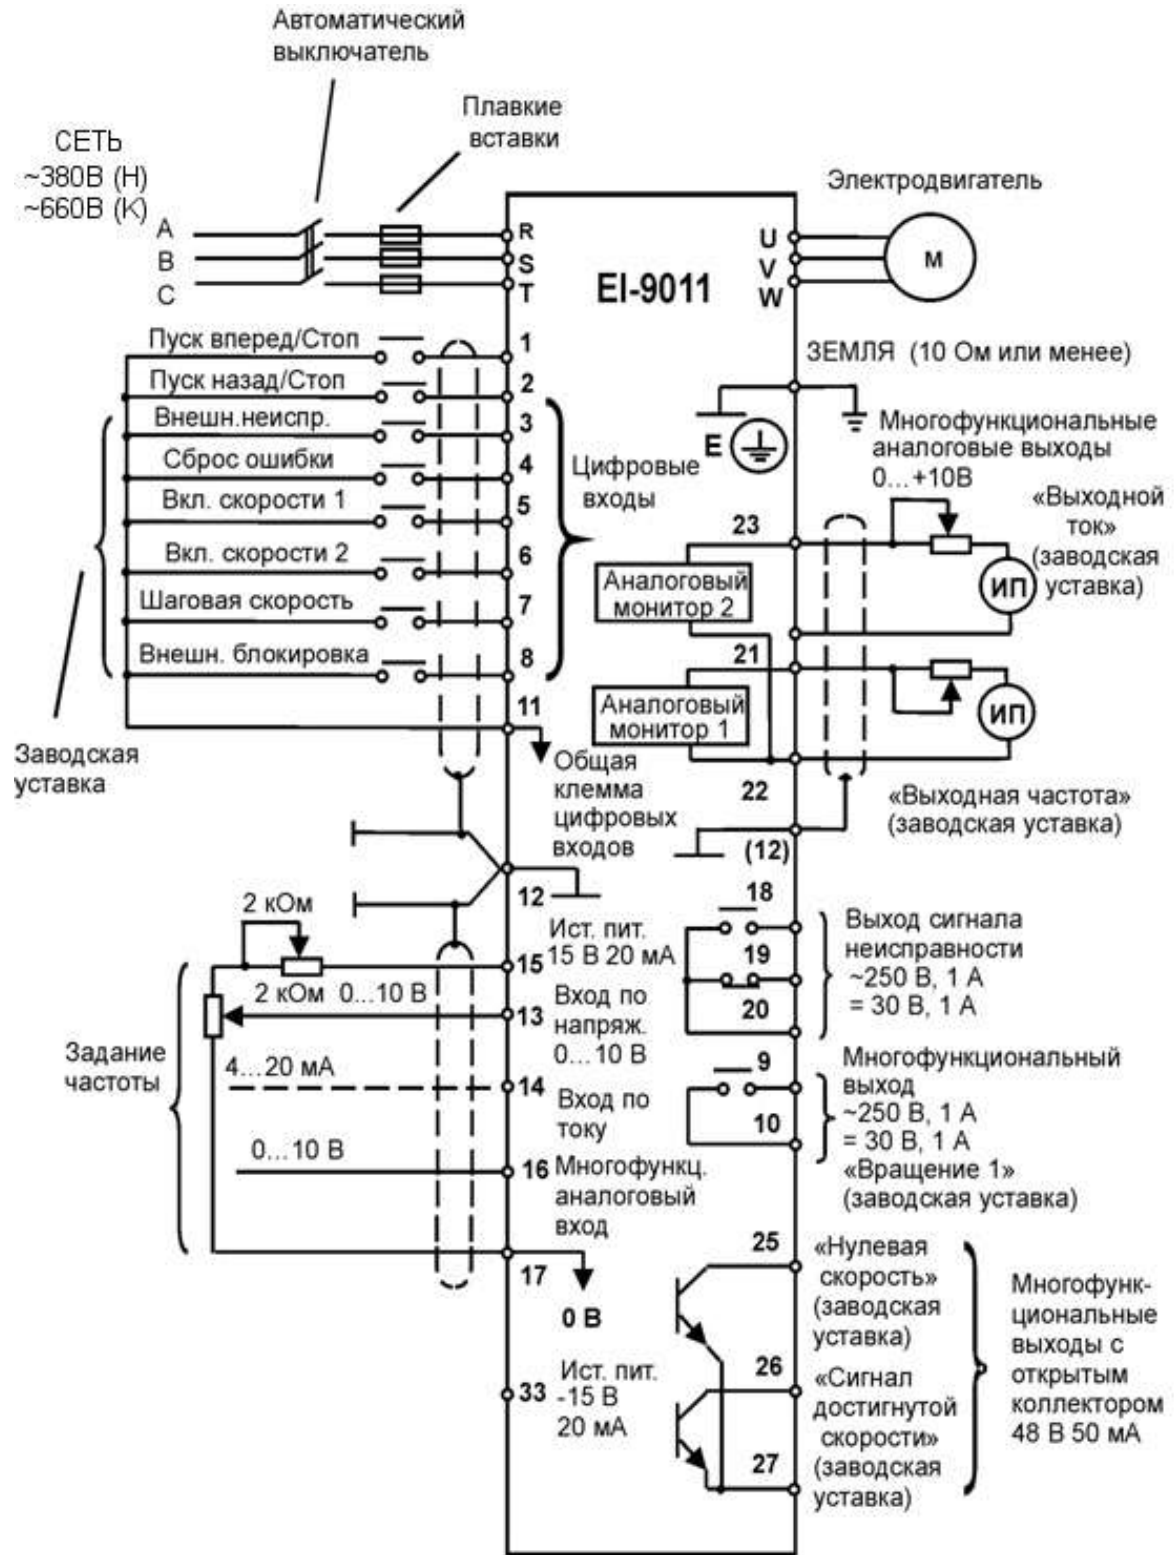 Автоматический
выключатель
Плавкие
вставки
СЕТЬ
~380В (Н)
~660В (К)
A
B
C
R
S
T
EI-9011
U
V
W
Электродвигатель
М
Пуск вперед/Стоп
1
Пуск назад/Стоп
2
Внешн.неиспр.
3
Сброс ошибки
4
Вкл. скорости 1
5
Вкл. скорости 2
6
Шаговая скорость
7
Внешн. блокировка
8
11
Цифровые
входы
Заводская
уставка
Общая
клемма
цифровых
входов
12
ЗЕМЛЯ (10 Ом или менее)
E
Многофункциональные
аналоговые выходы
0...+10В
«Выходной
ток»
(заводская
уставка)
23
Аналоговый
монитор 2
ИП
21
Аналоговый
монитор 1
ИП
22
«Выходная частота»
(заводская уставка)
(12)
2 кОм
15
Ист. пит.
15 В 20 мА
2 кОм 0...10 В
13
Вход по
напряж.
0...10 В
Задание
частоты
4...20 мА
14
Вход по
току
0...10 В
16
Многофункц.
аналоговый
вход
17
0 В
33
Ист. пит.
-15 В
20 мА
18
19
20
Выход сигнала
неисправности
~250 В, 1 А
= 30 В, 1 А
9
10
Многофункциональный
выход
~250 В, 1 А
= 30 В, 1 А
«Вращение 1»
(заводская уставка)
25
«Нулевая
скорость»
(заводская
уставка)
26
«Сигнал
достигнутой
скорости»
(заводская
уставка)
27
Многофунк-
циональные
выходы с
открытым
коллектором
48 В 50 мА